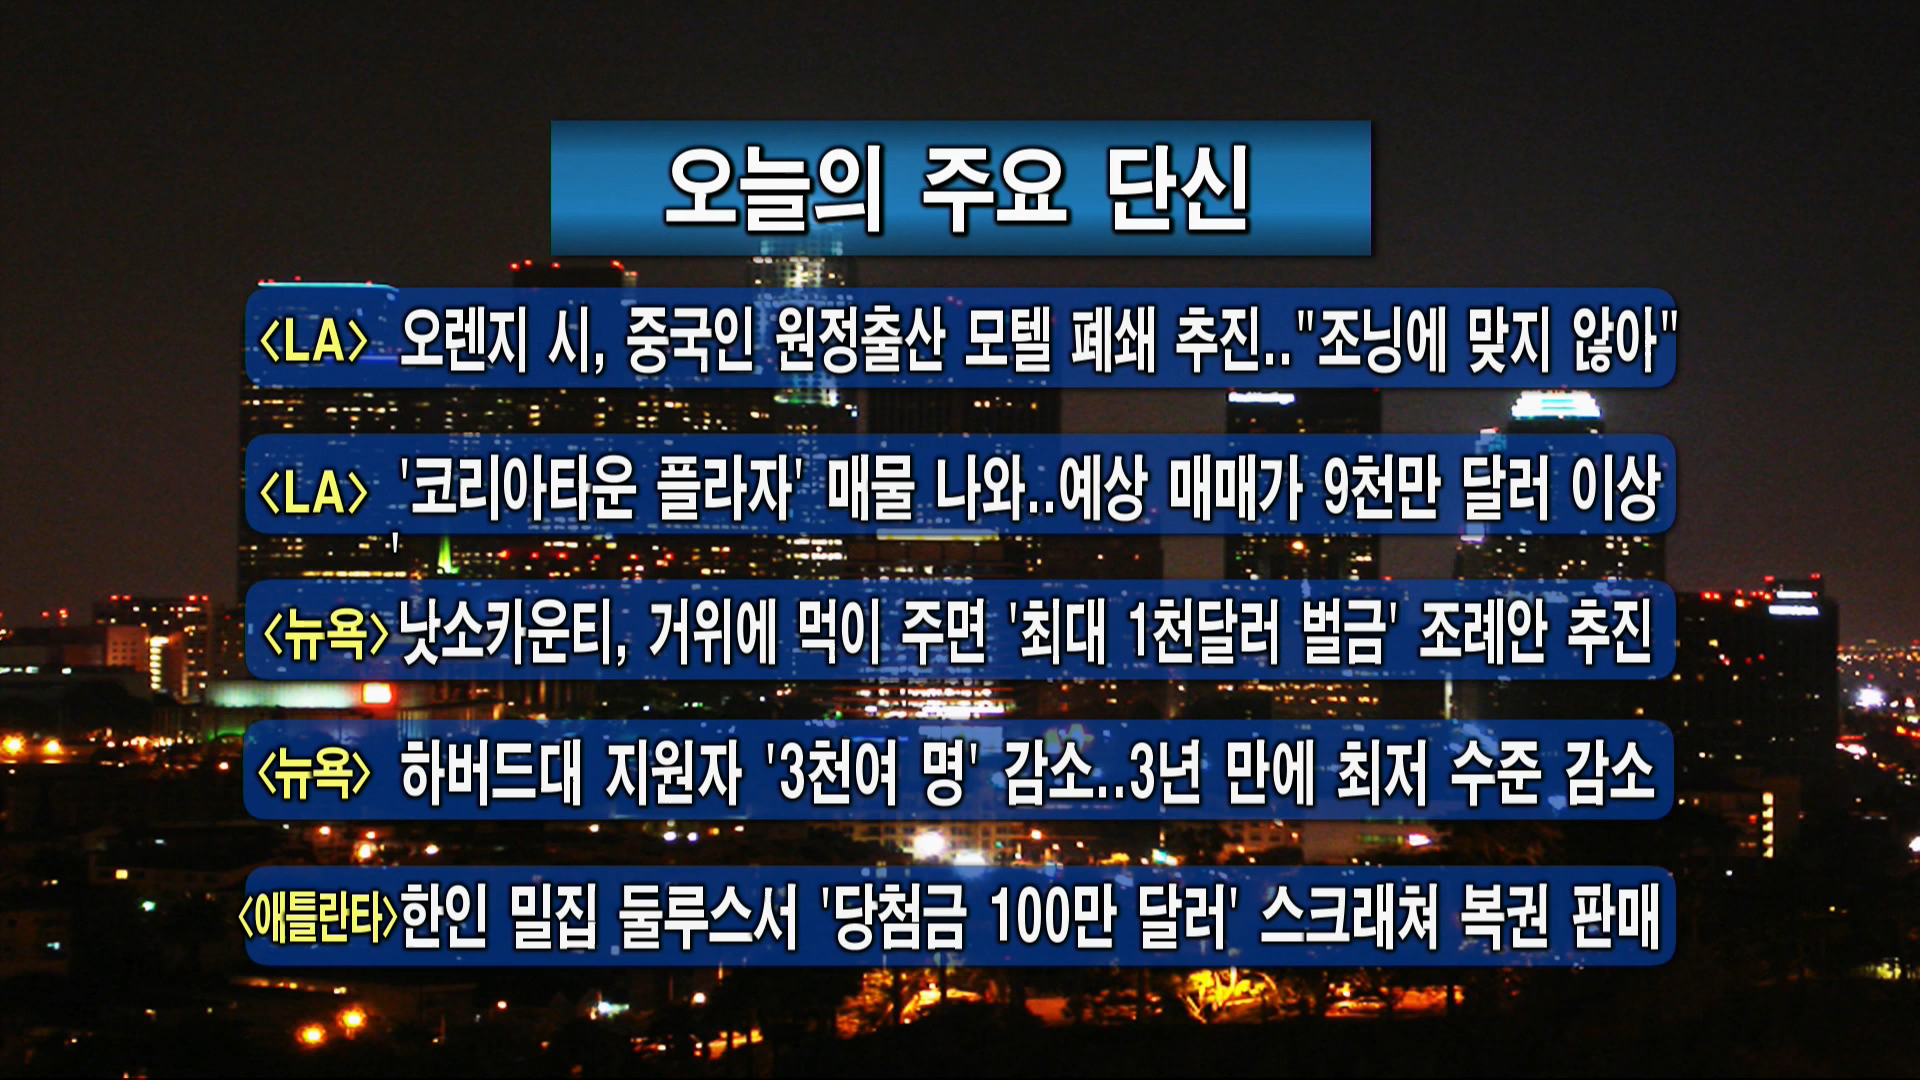 오늘의 주요 단신
<LA> 오렌지 시, 중국인 원정출산 모텔 폐쇄 추진.."조닝에 맞지 않아"
<LA> '코리아타운 플라자' 매물 나와..예상 매매가 9천만 달러 이상
'
<뉴욕> 낫소카운티, 거위에 먹이 주면 '최대 1천달러 벌금' 조례안 추진
<뉴욕> 하버드대 지원자 '3천여 명' 감소..3년 만에 최저 수준 감소
<애틀란타> 한인 밀집 둘루스서 '당첨금 100만 달러' 스크래쳐 복권 판매